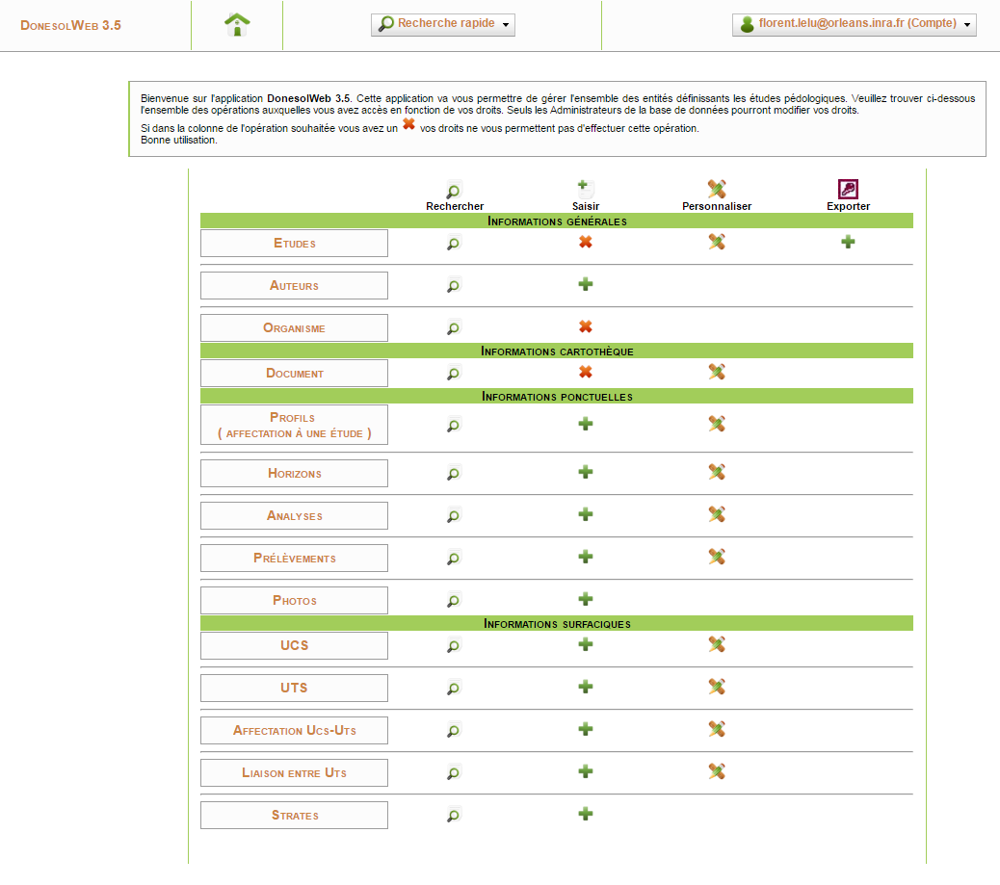 DonesolWeb 3.5
Recherche rapide
florent.lelu@orleans.inra.fr (Compte)
Bienvenue sur l'application DonesolWeb 3.5. Cette application va vous permettre de gérer l'ensemble des entités définissants les études pédologiques. Veuillez trouver ci-dessous
l'ensemble des opérations auxquelles vous avez accès en fonction de vos droits. Seuls les Administrateurs de la base de données pourront modifier vos droits.
Si dans la colonne de l'opération souhaitée vous avez un vos droits ne vous permettent pas d'effectuer cette opération.
Bonne utilisation.
Rechercher Saisir Personnaliser Exporter
Informations générales
Etudes
Auteurs
Organisme
Informations cartothèque
Document
Informations ponctuelles
Profils
( affectation à une étude )
Horizons
Analyses
Prélèvements
Photos
Informations surfaciques
UCS
UTS
Affectation Ucs-Uts
Liaison entre Uts
Strates